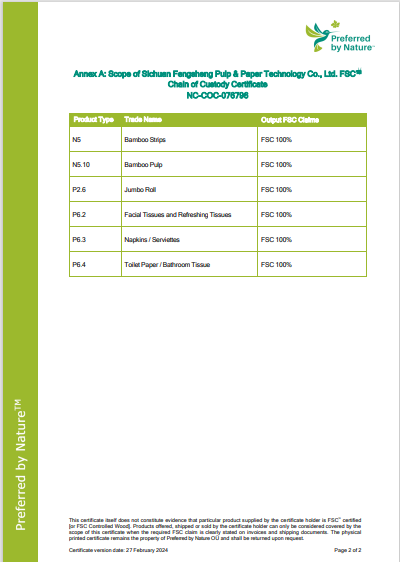 Preferred
by Nature™
Annex A: Scope of Sichuan Fengsheng Pulp & Paper Technology Co., Ltd. FSC™
Chain of Custody Certificate
NC-COC-076796
Product Type Trade Name Output FSC Claims
N5 Bamboo Strips FSC 100%
N5.10 Bamboo Pulp FSC 100%
P2.6 Jumbo Roll FSC 100%
P6.2 Facial Tissues and Refreshing Tissues FSC 100%
P6.3 Napkins / Serviettes FSC 100%
P6.4 Toilet Paper / Bathroom Tissue FSC 100%
Preferred by Nature™
This certificate itself does not constitute evidence that particular product supplied by the certificate holder is FSC™ certified
[or FSC Controlled Wood]. Products offered, shipped or sold by the certificate holder can only be considered covered by the
scope of this certificate when the required FSC claim is clearly stated on invoices and shipping documents. The physical
printed certificate remains the property of Preferred by Nature OÜ and shall be returned upon request.
Certificate version date: 27 February 2024 Page 2 of 2